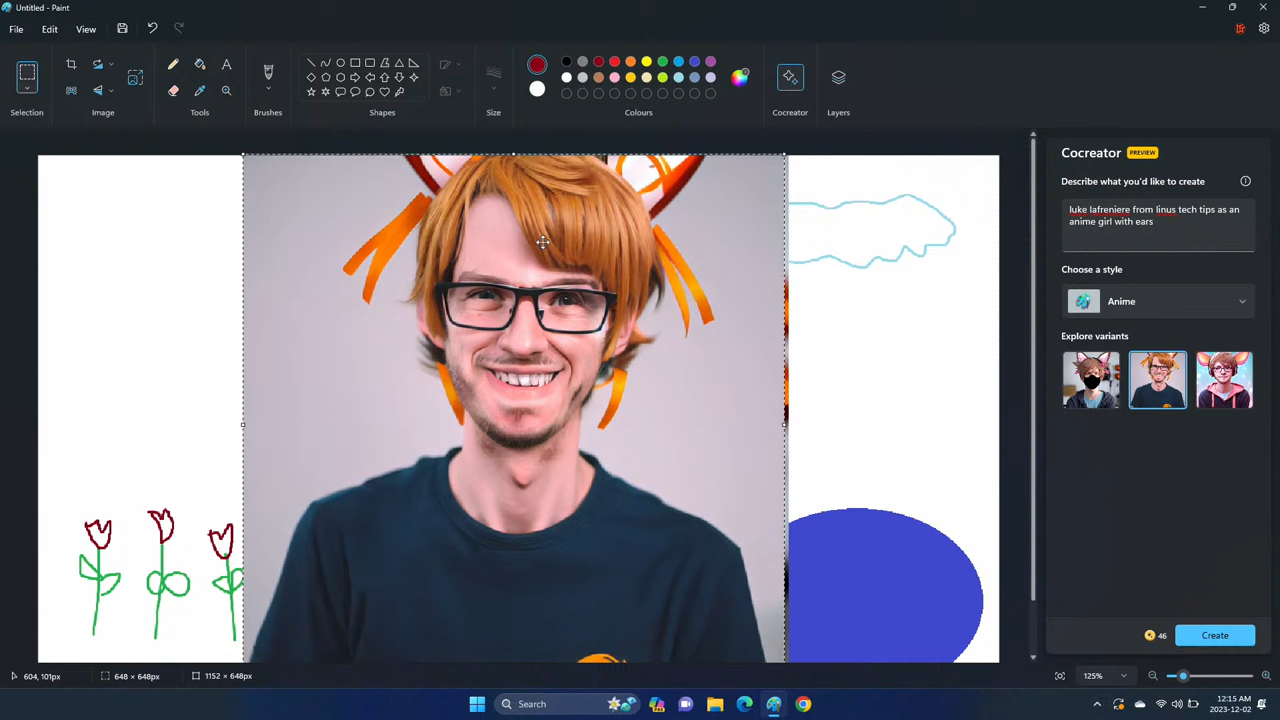 Untitled - Paint
File Edit View
Selection Image Tools Brushes Shapes Size Colours Cocreator Layers
Cocreator PREVIEW
Describe what you'd like to create
luke lafreniere from linus tech tips as an
anime girl with ears
Choose a style
Anime
Explore variants
46 Create
604, 101px 648 × 648px 1152 × 648px 125%
Search
12:15 AM
2023-12-02